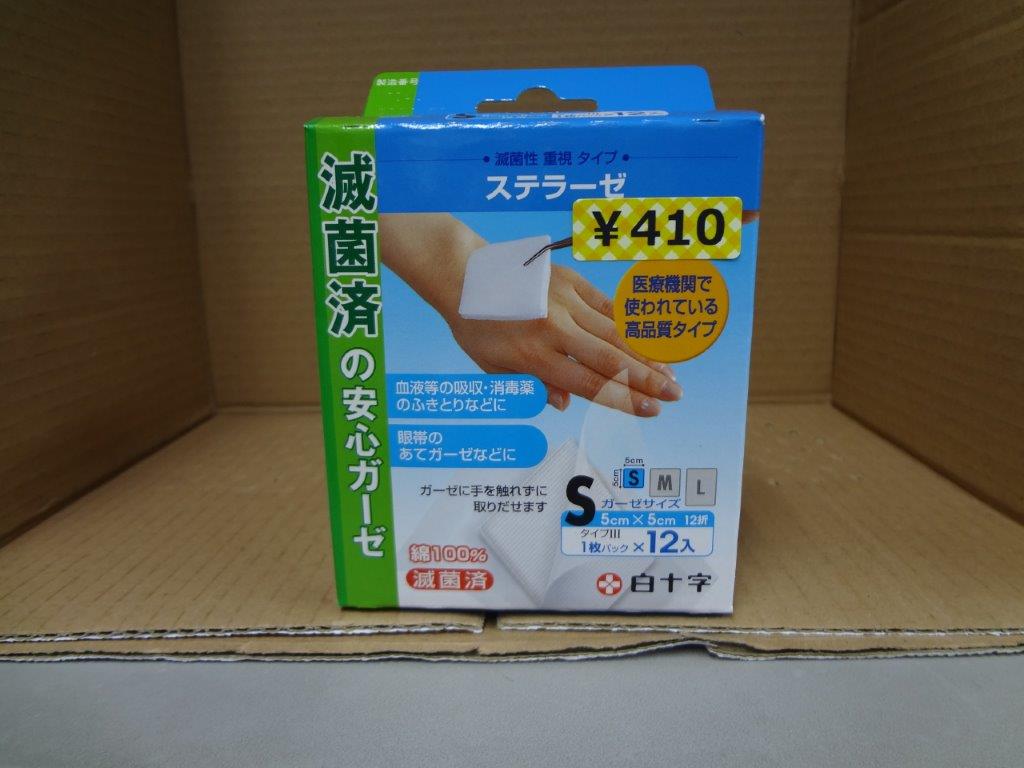 製造番号
滅菌済の安心ガーゼ
•滅菌性 重視 タイプ•
ステラーゼ
¥410
医療機関で
使われている
高品質タイプ
血液等の吸収・消毒薬
のふきとりなどに
眼帯の
あてガーゼなどに
ガーゼに手を触れずに
取りだせます
綿100%
滅菌済
5cm
5cm
S M L
S ガーゼサイズ
5cm×5cm 12折
タイプIII
1枚パック×12入
白十字